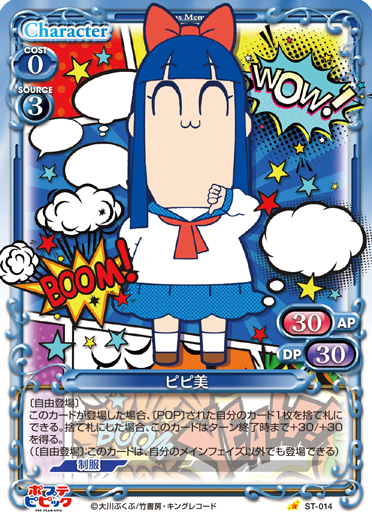 Character
COST
0
SOURCE
3
WOW!
BOOM!
30 AP
DP 30
ピピ美
〔自由登場〕
このカードが登場した場合、〔POP〕された自分のカード1枚を捨て札に
できる。捨て札にした場合、このカードはターン終了時まで+30/+30
を得る。
(〔自由登場〕:このカードは、自分のメインフェイズ以外でも登場できる)
制服
ポプテピピック
POP TEAM EPIC
©大川ぶくぶ/竹書房・キングレコード
ST-014